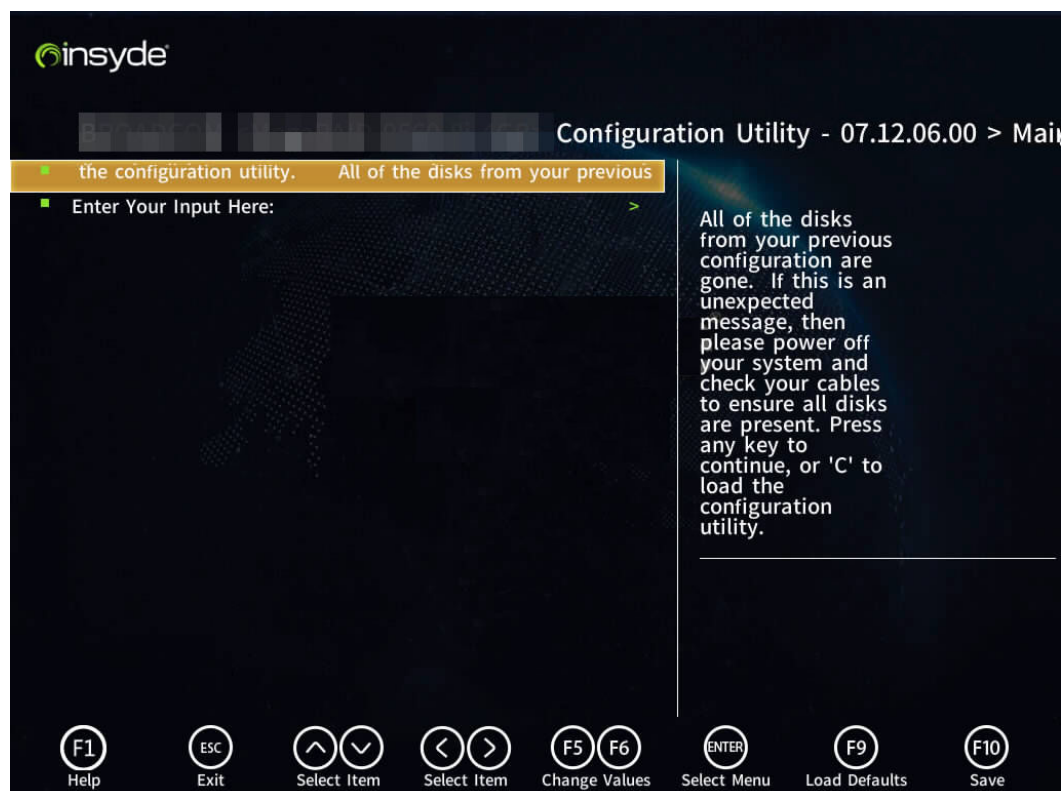 insyde
Configuration Utility - 07.12.06.00 > Main
the configuration utility. All of the disks from your previous
Enter Your Input Here: >
All of the disks
from your previous
configuration are
gone. If this is an
unexpected
message, then
please power off
your system and
check your cables
to ensure all disks
are present. Press
any key to
continue, or 'C' to
load the
configuration
utility.
F1 ESC F5 F6 ENTER F9 F10
Help Exit Select Item Select Item Change Values Select Menu Load Defaults Save